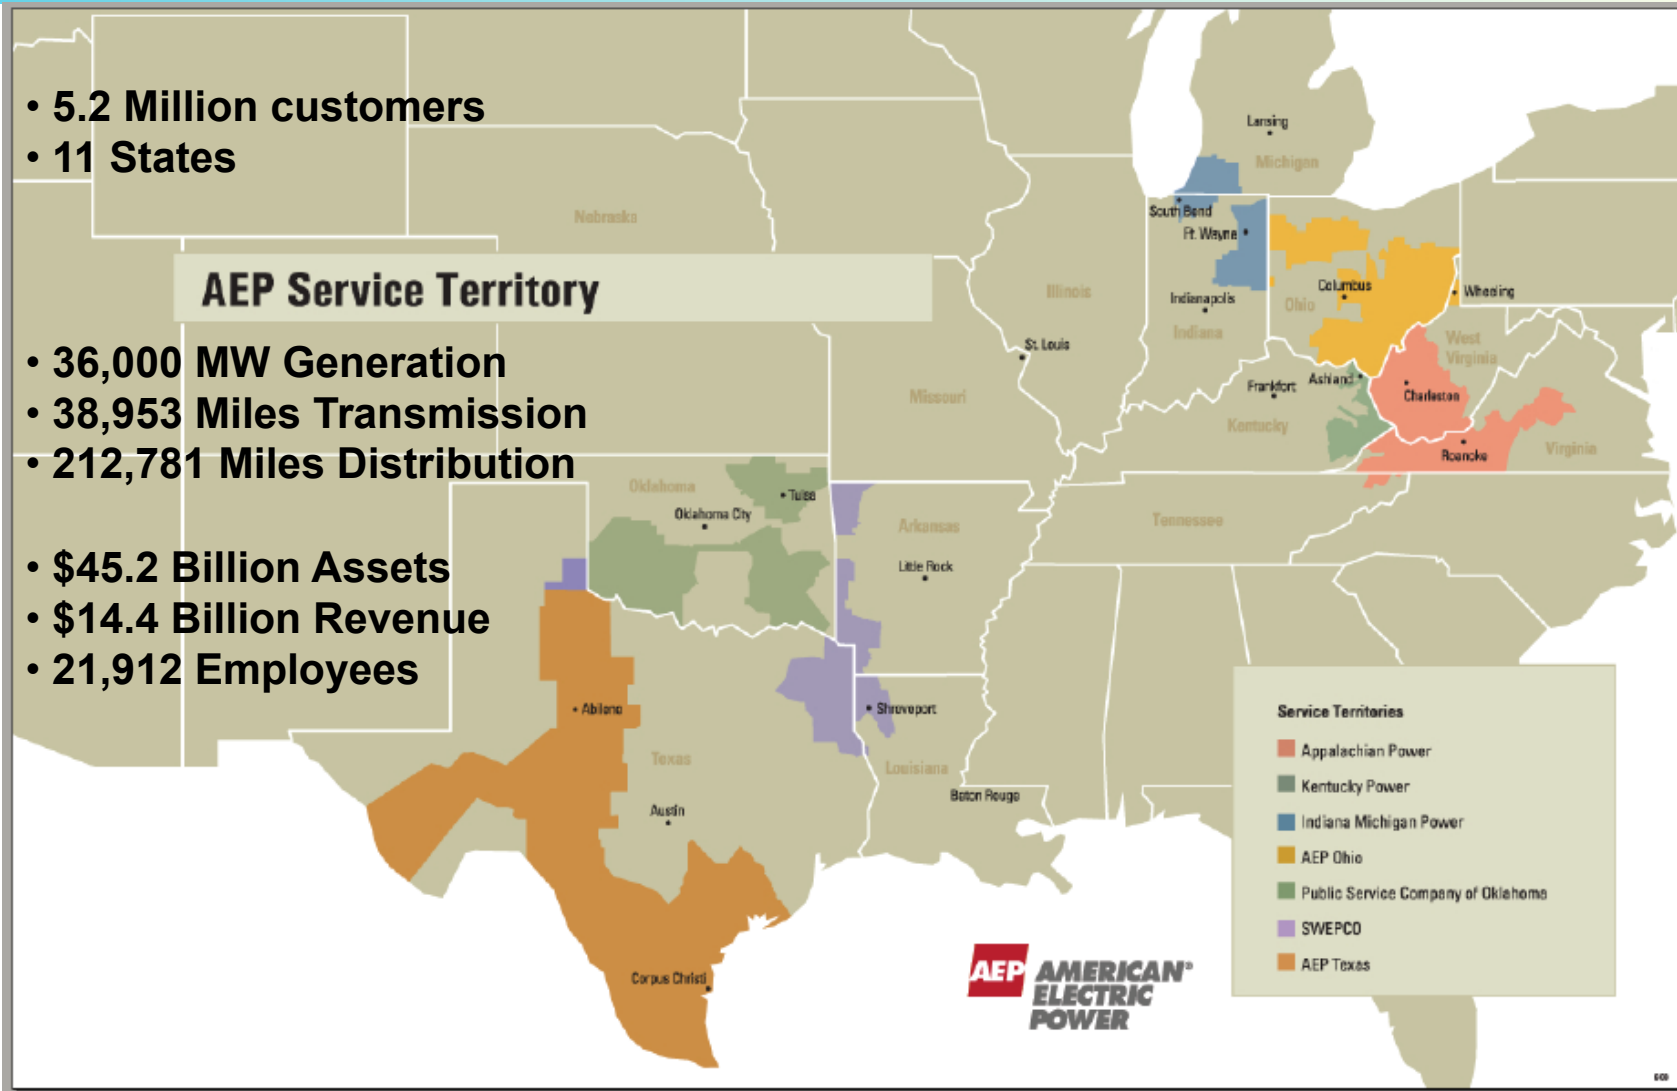 • 5.2 Million customers
• 11 States
AEP Service Territory
• 36,000 MW Generation
• 38,953 Miles Transmission
• 212,781 Miles Distribution
• $45.2 Billion Assets
• $14.4 Billion Revenue
• 21,912 Employees
Nebraska
Lansing
Michigan
South Bend
Ft. Wayne
Illinois
Indianapolis
Indiana
Columbus
Ohio
Wheeling
West
Virginia
St. Louis
Missouri
Frankfort
Ashland
Charleston
Kentucky
Roanoke
Virginia
Oklahoma
Tulsa
Oklahoma City
Arkansas
Little Rock
Tennessee
Abilene
Shreveport
Texas
Louisiana
Austin
Baton Rouge
Corpus Christi
Service Territories
Appalachian Power
Kentucky Power
Indiana Michigan Power
AEP Ohio
Public Service Company of Oklahoma
SWEPCO
AEP Texas
AEP AMERICAN®
ELECTRIC
POWER